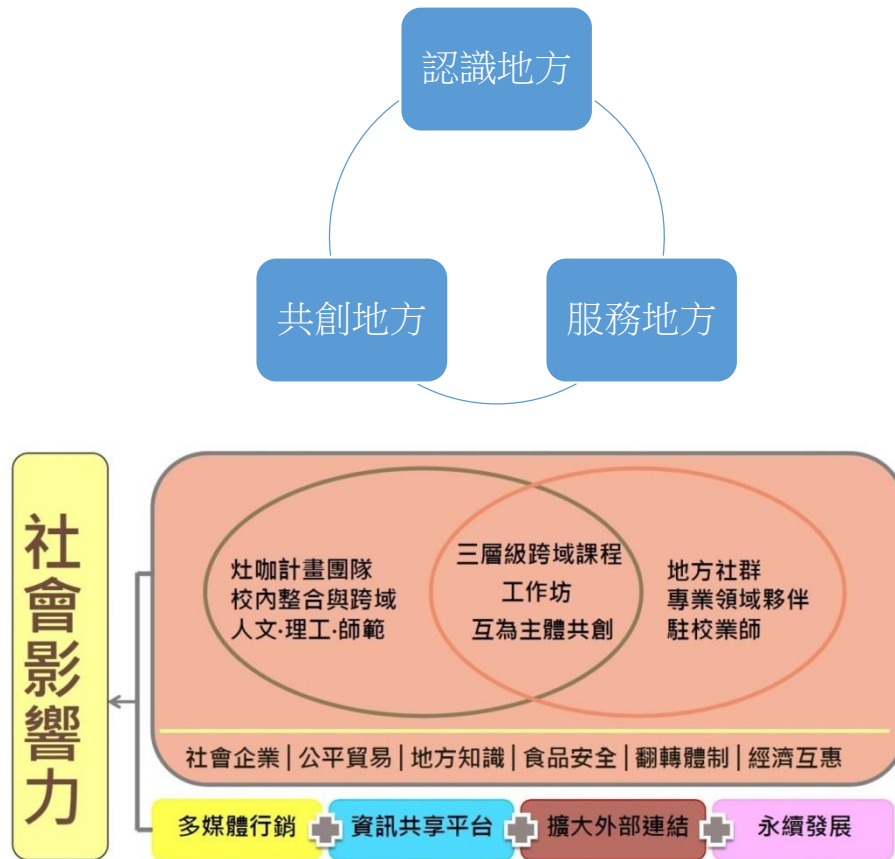 認識地方
共創地方
服務地方
社會影響力
灶咖計畫團隊
校內整合與跨域
人文·理工·師範
三層級跨域課程
工作坊
互為主體共創
地方社群
專業領域夥伴
駐校業師
社會企業|公平貿易|地方知識|食品安全|翻轉體制|經濟互惠
多媒體行銷
資訊共享平台
擴大外部連結
永續發展